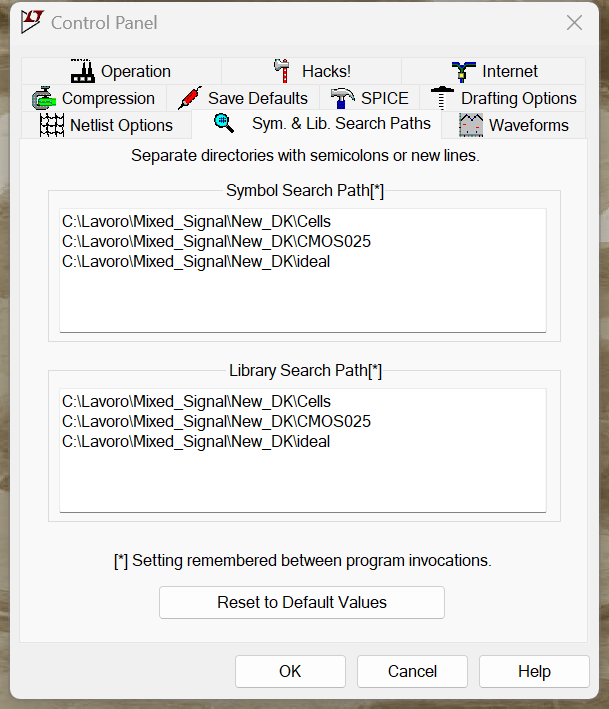 Control Panel
Operation
Hacks!
Internet
Compression
Save Defaults
SPICE
Drafting Options
Netlist Options
Sym. & Lib. Search Paths
Waveforms
Separate directories with semicolons or new lines.
Symbol Search Path[*]
C:\Lavoro\Mixed_Signal\New_DK\Cells
C:\Lavoro\Mixed_Signal\New_DK\CMOS025
C:\Lavoro\Mixed_Signal\New_DK\ideal
Library Search Path[*]
C:\Lavoro\Mixed_Signal\New_DK\Cells
C:\Lavoro\Mixed_Signal\New_DK\CMOS025
C:\Lavoro\Mixed_Signal\New_DK\ideal
[*] Setting remembered between program invocations.
Reset to Default Values
OK
Cancel
Help